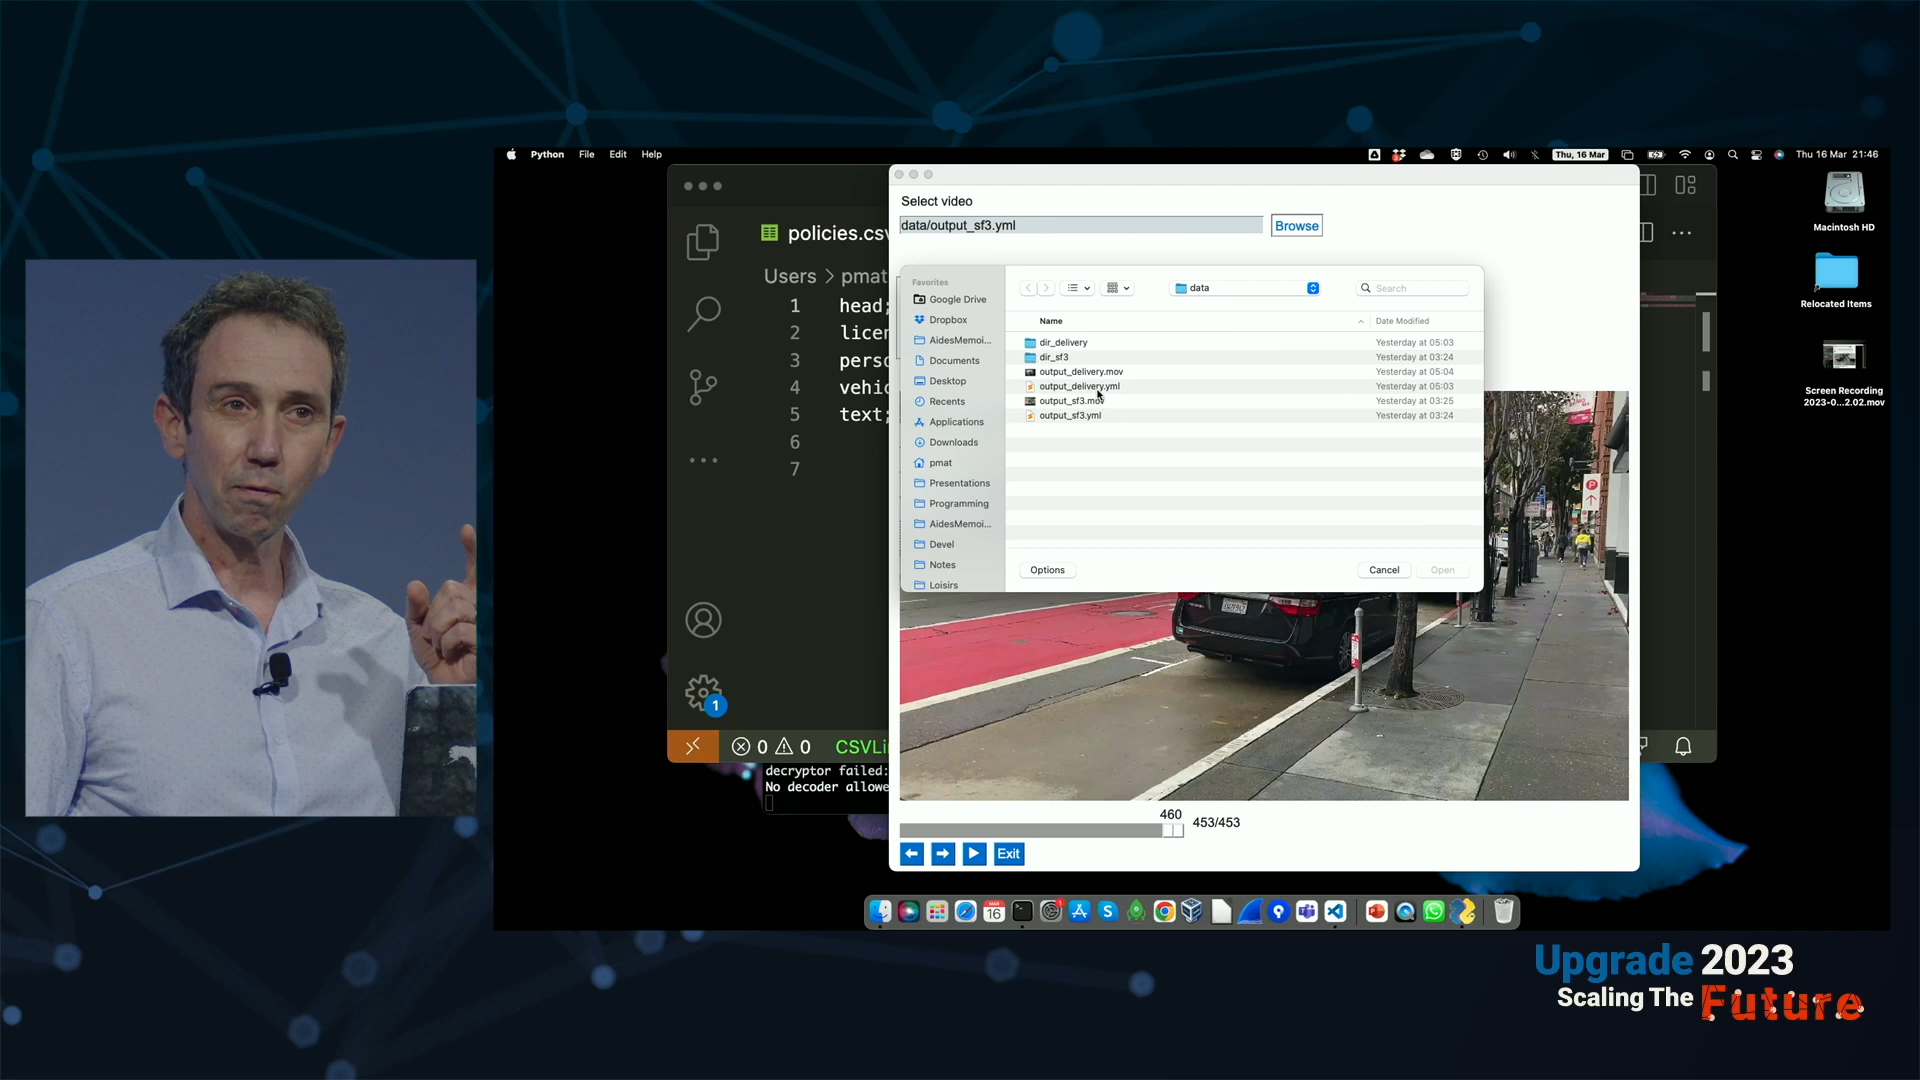 Python File Edit Help
Thu, 16 Mar
Thu 16 Mar 21:46
Macintosh HD
Relocated Items
Screen Recording
2023-0...2.02.mov
policies.csv
Users > pmat
1 head;
2 licen
3 perso
4 vehic
5 text;
6
7
1
0 0 CSVLi
decryptor failed:
No decoder allowe
Select video
data/output_sf3.yml
Browse
Favorites
Google Drive
Dropbox
AidesMemoi...
Documents
Desktop
Recents
Applications
Downloads
pmat
Presentations
Programming
AidesMemoi...
Devel
Notes
Loisirs
data
Search
Name Date Modified
dir_delivery Yesterday at 05:03
dir_sf3 Yesterday at 03:24
output_delivery.mov Yesterday at 05:04
output_delivery.yml Yesterday at 05:03
output_sf3.mov Yesterday at 03:25
output_sf3.yml Yesterday at 03:24
Options
Cancel
Open
P
460
453/453
Exit
MAR
16
Upgrade 2023
Scaling The Future